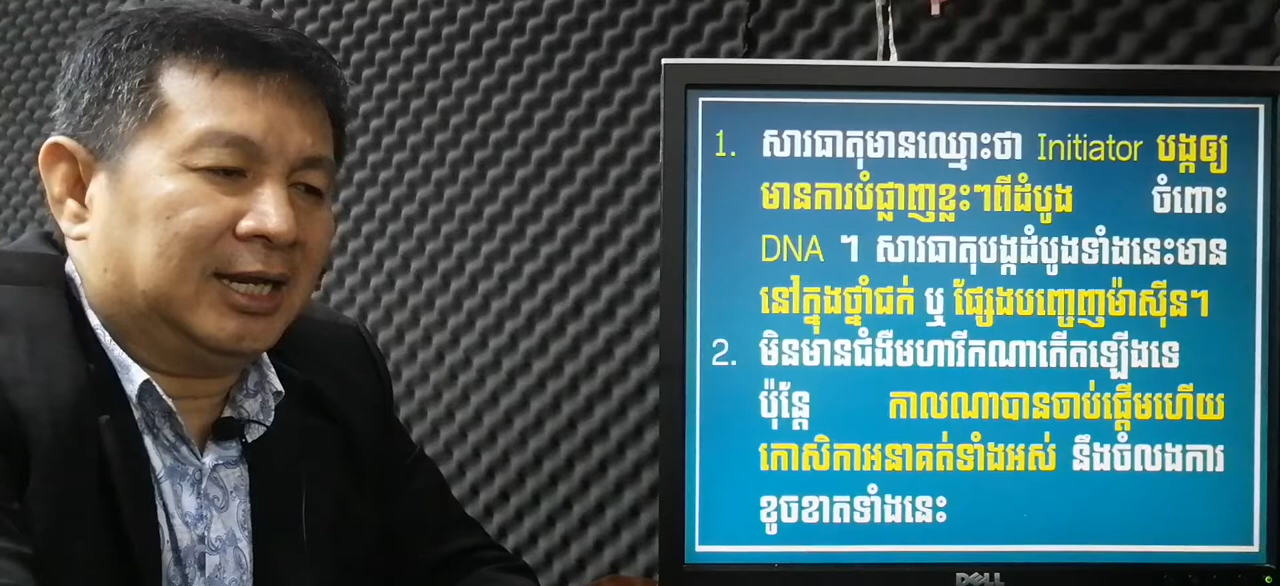 1. សារធាតុមានឈ្មោះថា Initiator បង្កឲ្យ
មានការបំផ្លាញខ្លះៗពីដំបូង ចំពោះ
DNA ។ សារធាតុបង្កដំបូងទាំងនេះមាន
នៅក្នុងថ្នាំជក់ ឬ ផ្សែងបញ្ចេញម៉ាស៊ីន។
2. មិនមានជំងឺមហារីកណាកើតឡើងទេ
ប៉ុន្តែ កាលណាបានចាប់ផ្ដើមហើយ
កោសិកាអនាគត់ទាំងអស់ នឹងចំលងការ
ខូចខាតទាំងនេះ
DELL